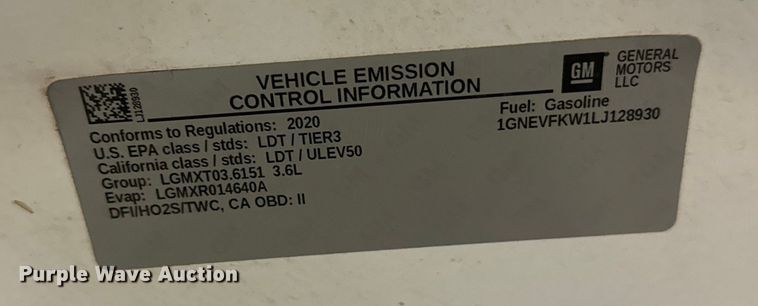 LJ128930
VEHICLE EMISSION
CONTROL INFORMATION
GM
GENERAL
MOTORS
LLC
Conforms to Regulations: 2020
U.S. EPA class / stds: LDT / TIER3
California class / stds: LDT / ULEV50
Group: LGMXT03.6151 3.6L
Evap: LGMXR014640A
DFI/HO2S/TWC, CA OBD: II
Fuel: Gasoline
1GNEVFKW1LJ128930
Purple Wave Auction